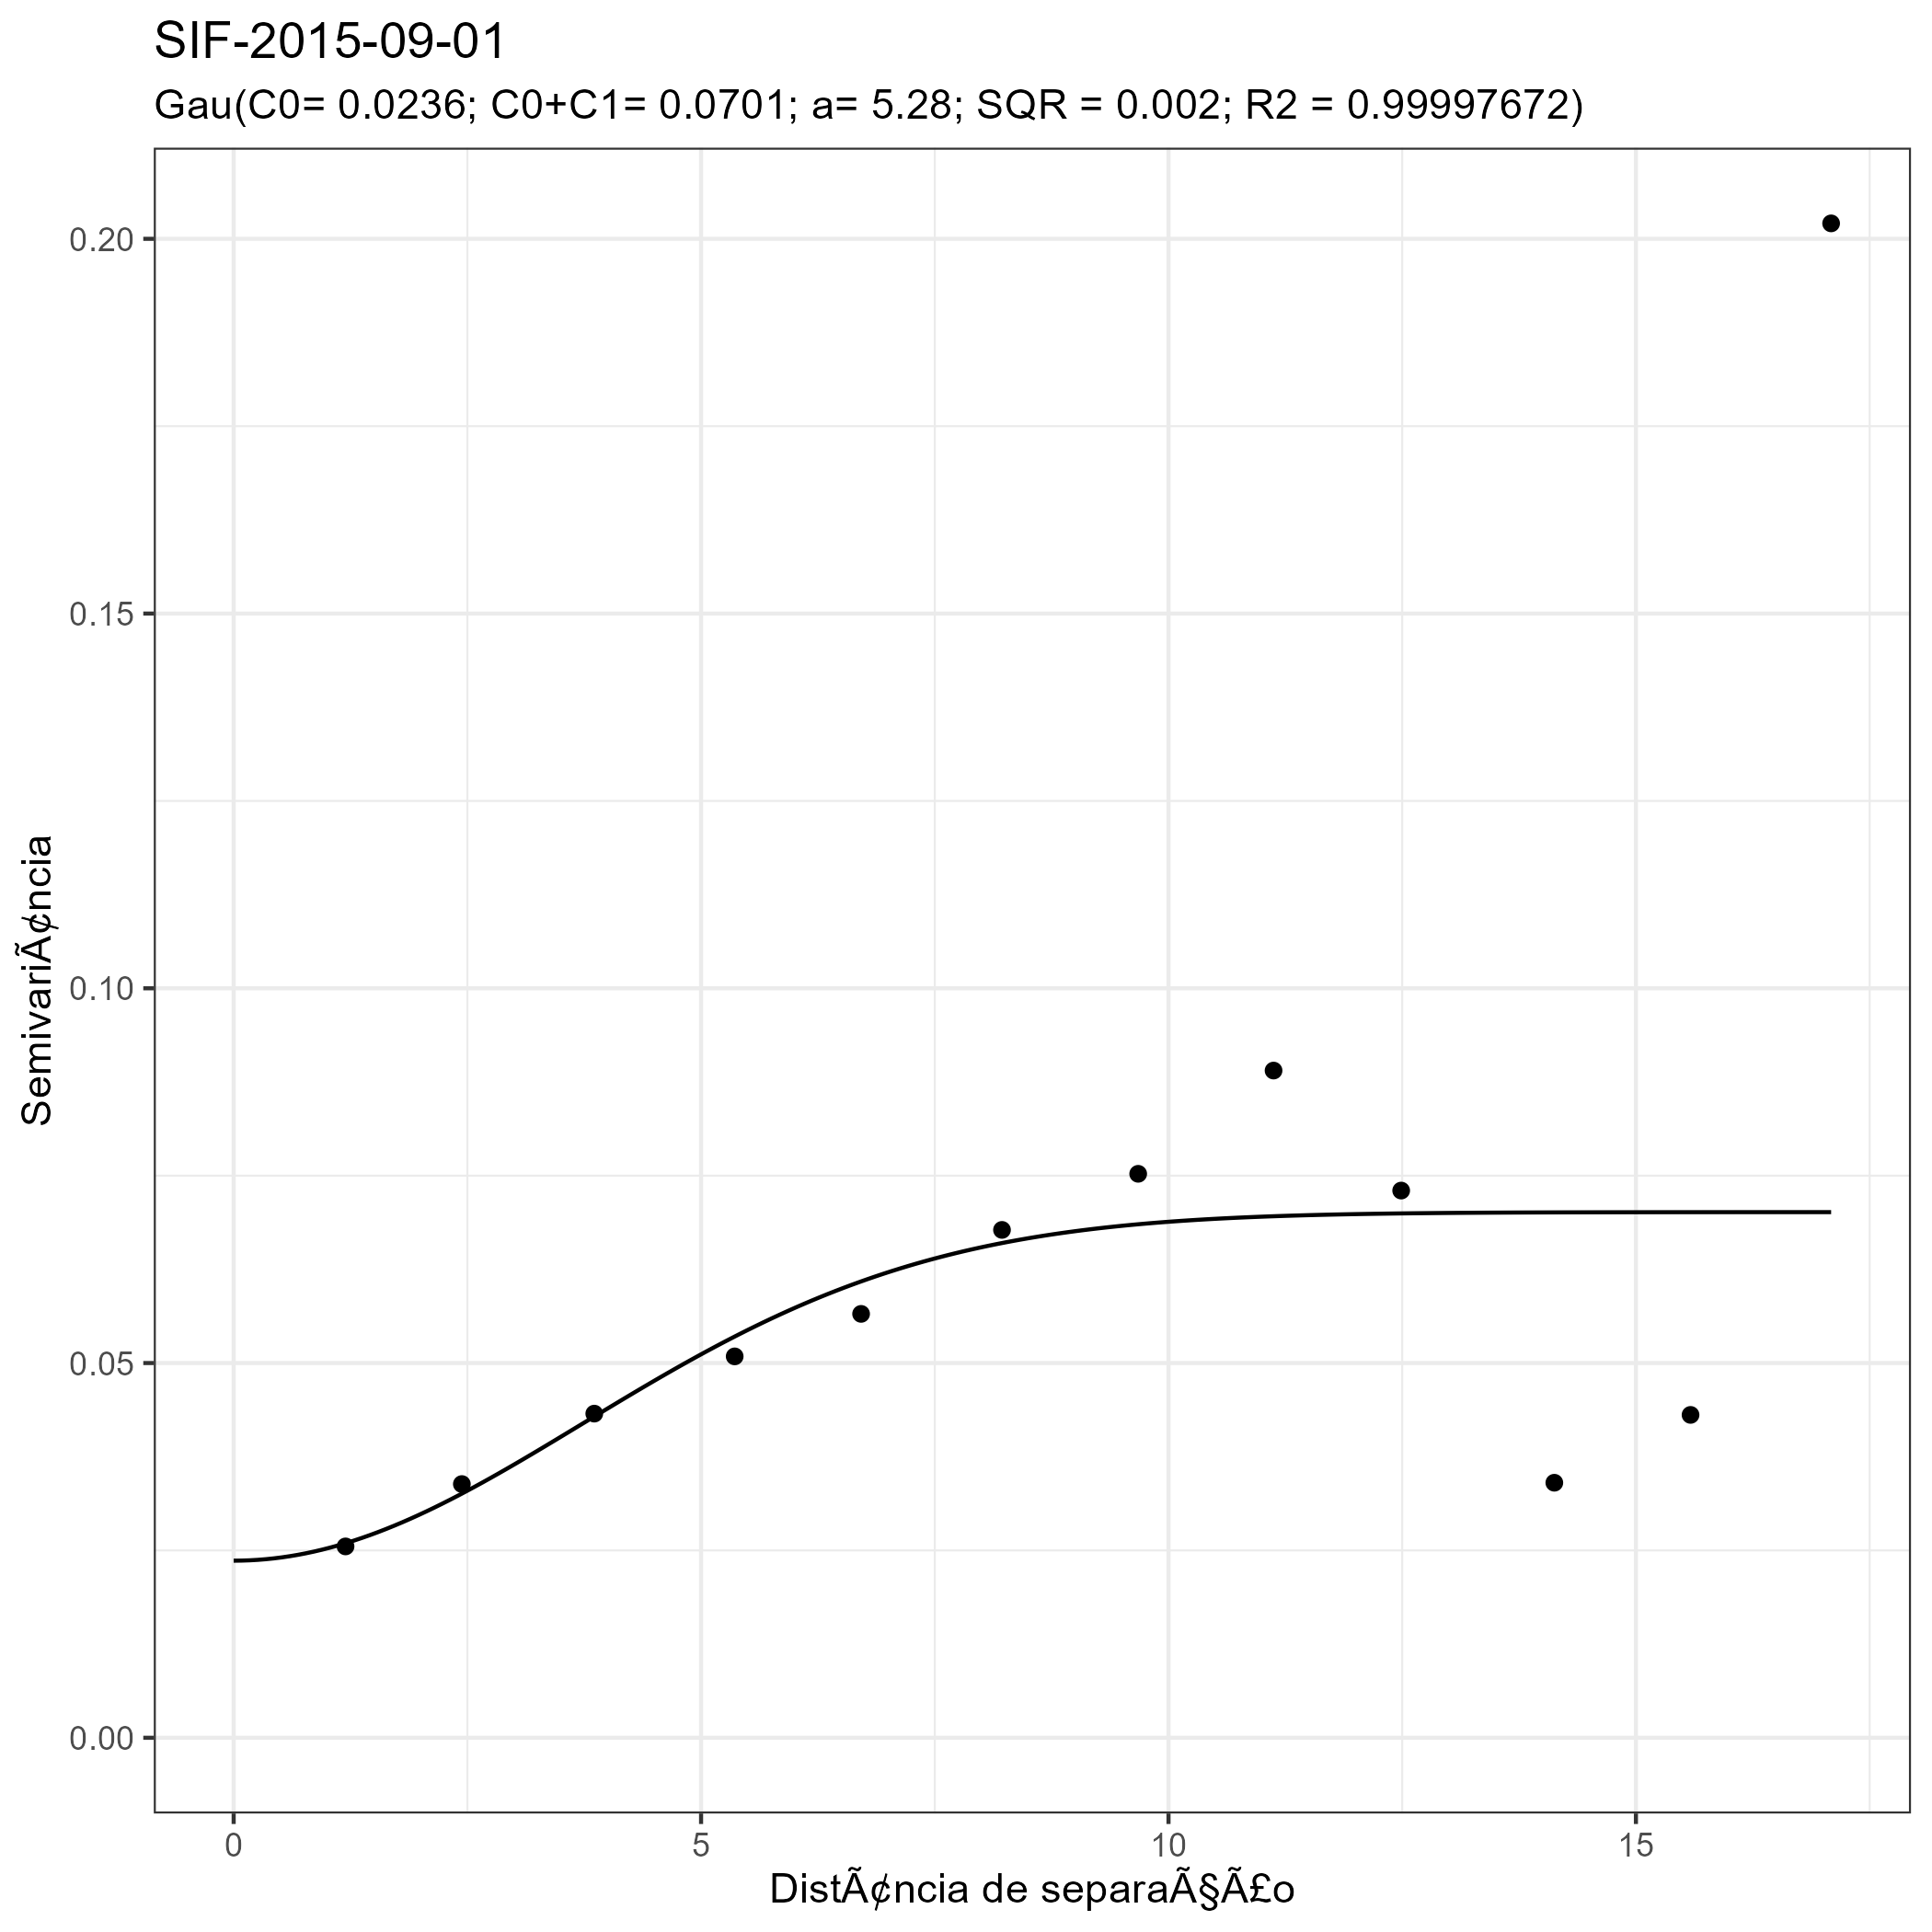 SIF-2015-09-01
Gau(C0= 0.0236; C0+C1= 0.0701; a= 5.28; SQR = 0.002; R2 = 0.99997672)
SemivariÃ¢ncia
0.20
0.15
0.10
0.05
0.00
0 5 10 15
DistÃ¢ncia de separaÃ§Ã£o